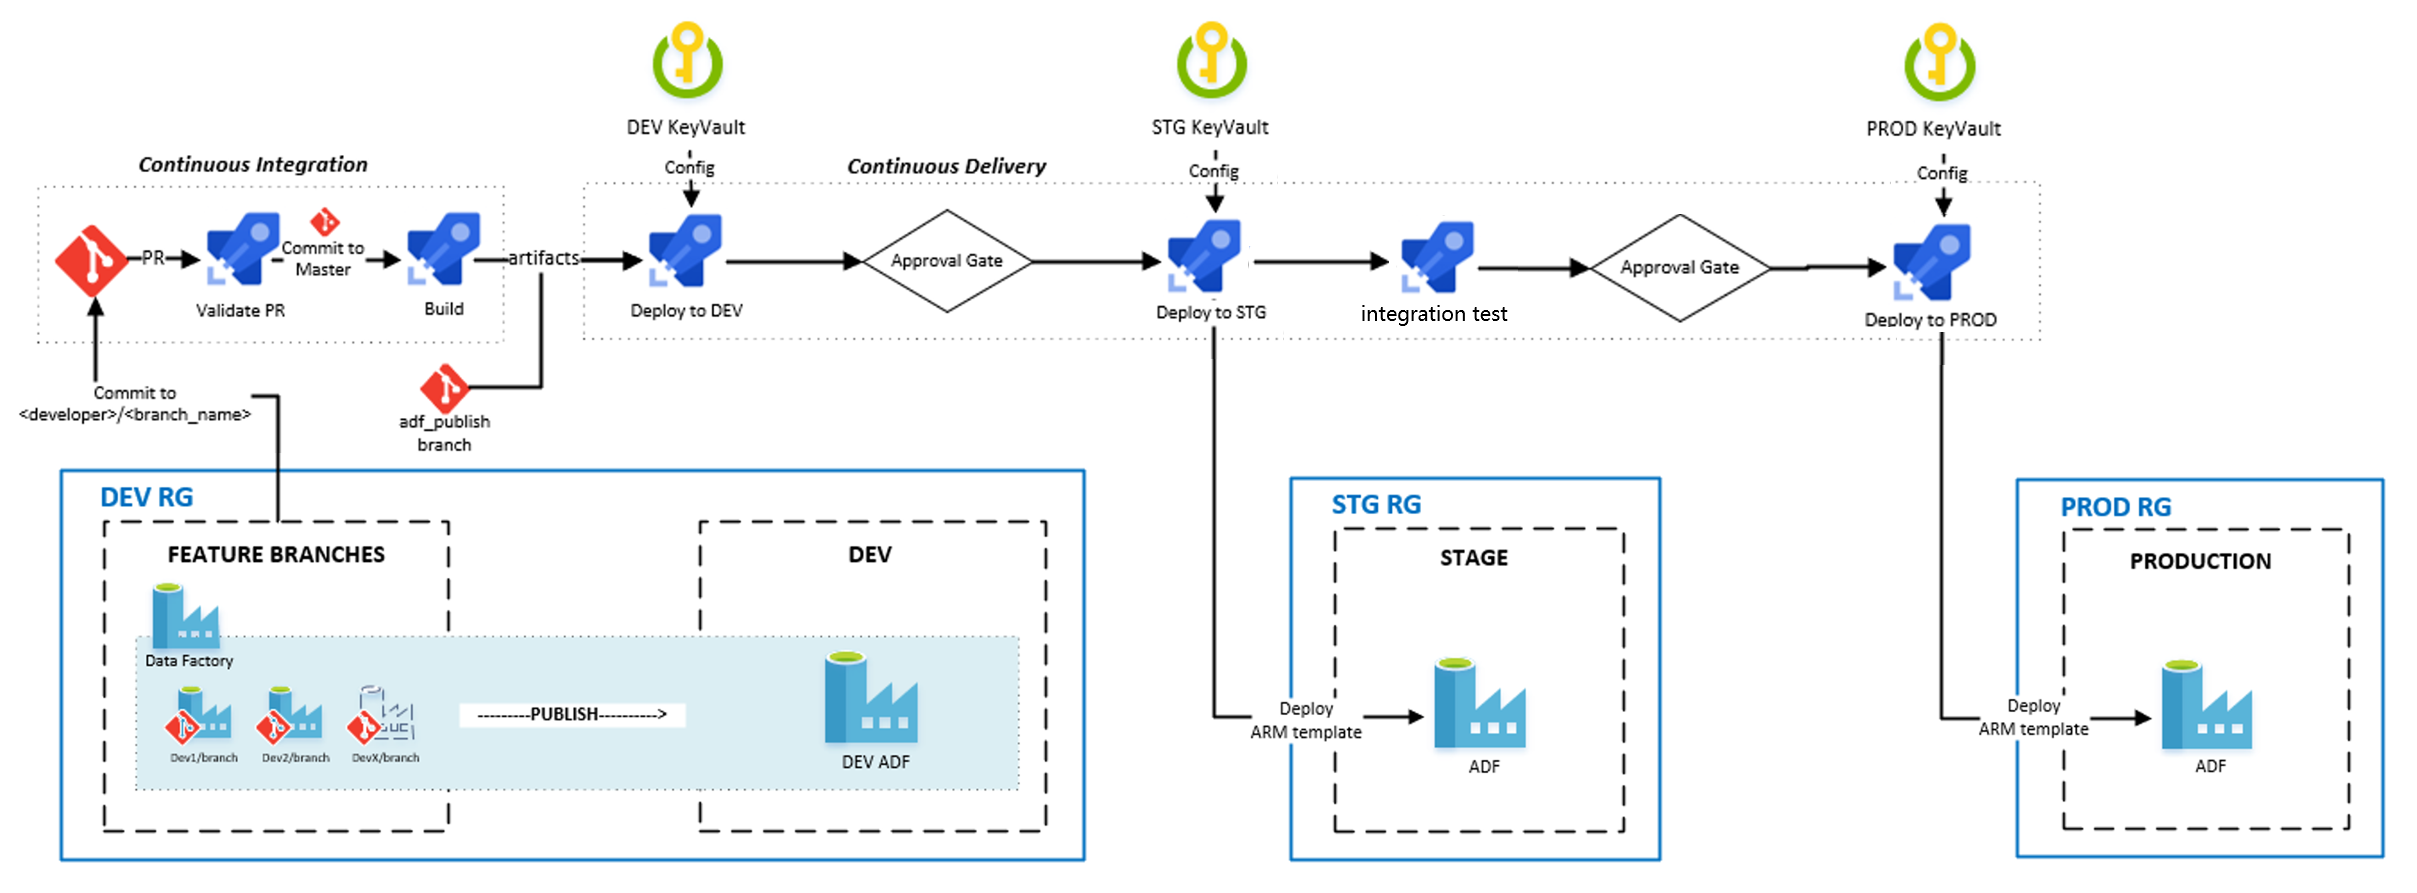 DEV KeyVault
STG KeyVault
PROD KeyVault
Config
Config
Config
Continuous Integration
Continuous Delivery
PR
Commit to
Master
artifacts
Approval Gate
Approval Gate
Validate PR
Build
Deploy to DEV
Deploy to STG
integration test
Deploy to PROD
Commit to
<developer>/<branch_name>
adf_publish
branch
DEV RG
STG RG
PROD RG
FEATURE BRANCHES
DEV
STAGE
PRODUCTION
Data Factory
Dev1/branch
Dev2/branch
DevX/branch
---------PUBLISH---------->
DEV ADF
Deploy
ARM template
ADF
Deploy
ARM template
ADF